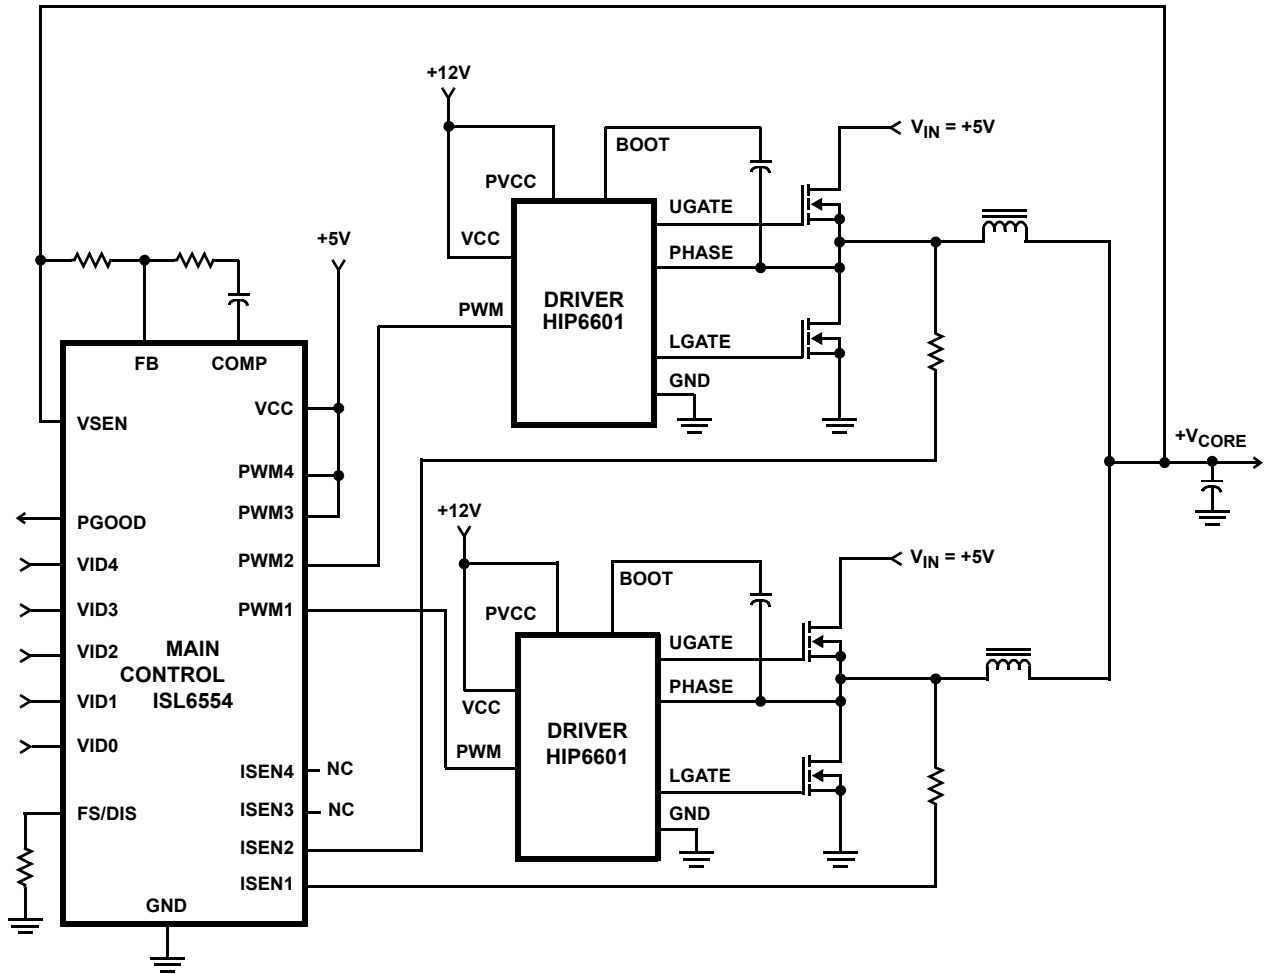 +12V
V_IN = +5V
BOOT
PVCC
UGATE
VCC
PHASE
+5V
DRIVER
HIP6601
PWM
LGATE
GND
FB
COMP
VCC
VSEN
PWM4
PWM3
PGOOD
PWM2
VID4
PWM1
VID3
VID2
MAIN
CONTROL
ISL6554
VID1
VID0
ISEN4
NC
ISEN3
NC
FS/DIS
ISEN2
ISEN1
GND
+V_CORE
+12V
V_IN = +5V
BOOT
PVCC
UGATE
PHASE
VCC
DRIVER
HIP6601
PWM
LGATE
GND